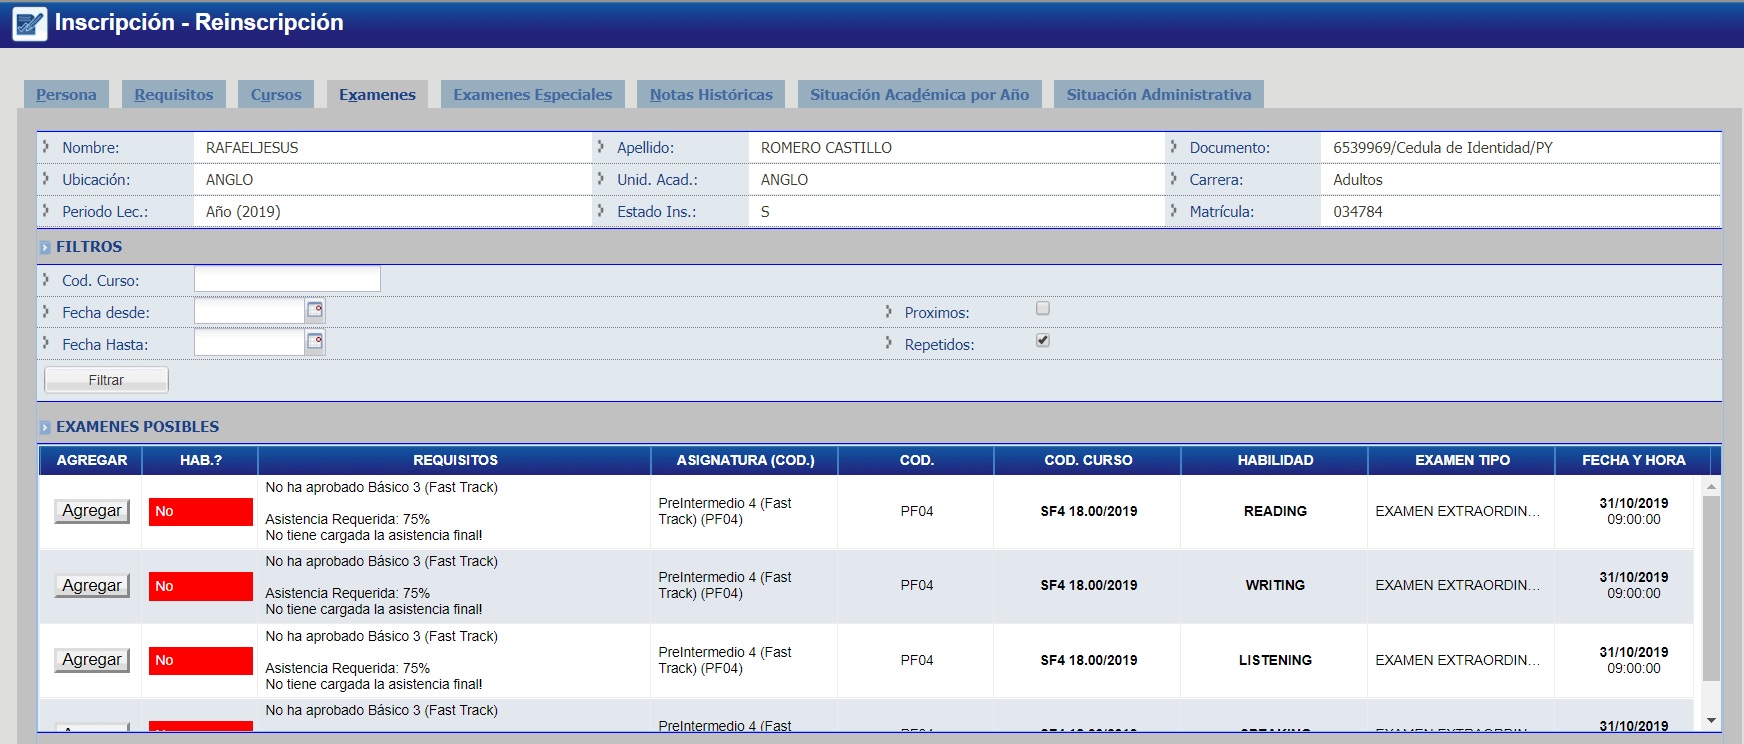 Inscripción - Reinscripción
Persona Requisitos Cursos Examenes Examenes Especiales Notas Históricas Situación Académica por Año Situación Administrativa
Nombre: RAFAELJESUS Apellido: ROMERO CASTILLO Documento: 6539969/Cedula de Identidad/PY
Ubicación: ANGLO Unid. Acad.: ANGLO Carrera: Adultos
Periodo Lec.: Año (2019) Estado Ins.: S Matrícula: 034784
FILTROS
Cod. Curso:
Fecha desde: Proximos:
Fecha Hasta: Repetidos:
Filtrar
EXAMENES POSIBLES
AGREGAR HAB.? REQUISITOS ASIGNATURA (COD.) COD. COD. CURSO HABILIDAD EXAMEN TIPO FECHA Y HORA
No ha aprobado Básico 3 (Fast Track)
Agregar No PreIntermedio 4 (Fast Track) (PF04) PF04 SF4 18.00/2019 READING EXAMEN EXTRAORDIN... 31/10/2019 09:00:00
Asistencia Requerida: 75%
No tiene cargada la asistencia final!
No ha aprobado Básico 3 (Fast Track)
Agregar No PreIntermedio 4 (Fast Track) (PF04) PF04 SF4 18.00/2019 WRITING EXAMEN EXTRAORDIN... 31/10/2019 09:00:00
Asistencia Requerida: 75%
No tiene cargada la asistencia final!
No ha aprobado Básico 3 (Fast Track)
Agregar No PreIntermedio 4 (Fast Track) (PF04) PF04 SF4 18.00/2019 LISTENING EXAMEN EXTRAORDIN... 31/10/2019 09:00:00
Asistencia Requerida: 75%
No tiene cargada la asistencia final!
No ha aprobado Básico 3 (Fast Track)
PreIntermedio 4 (Fast 31/10/2019